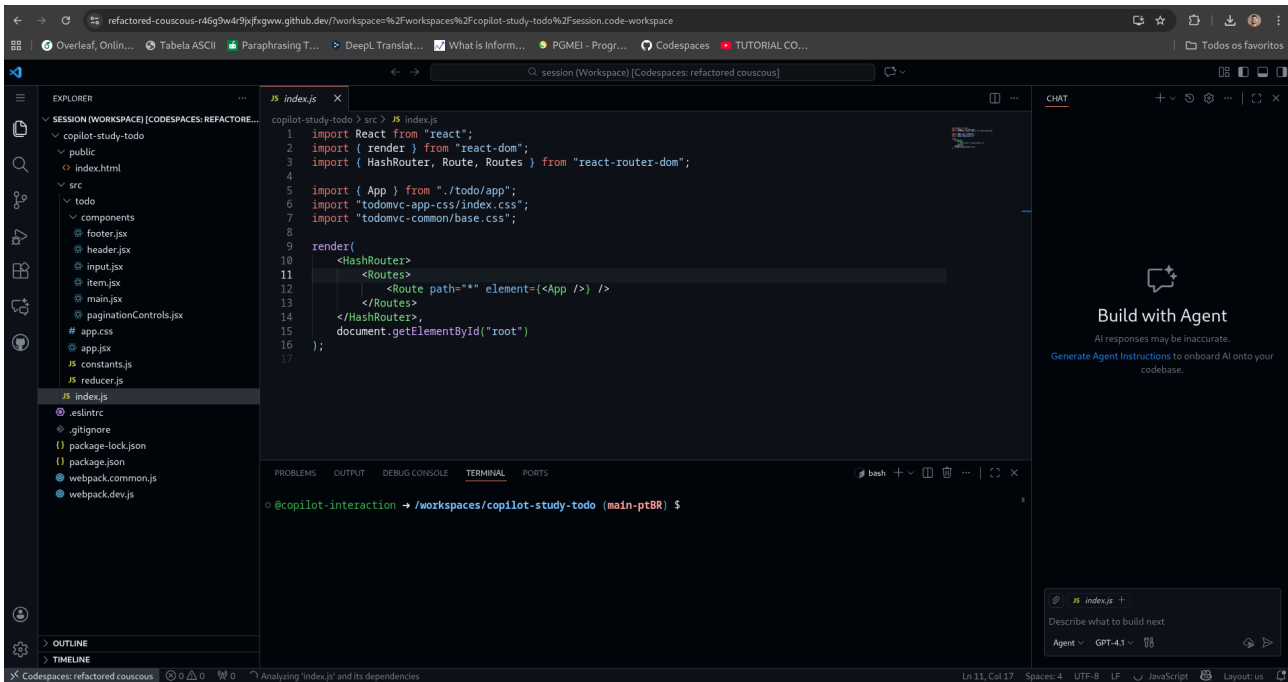 refactored-couscous-r46g9w4r9jxjfxgww.github.dev/?workspace=%2Fworkspaces%2Fcopilot-study-todo%2Fsession.code-workspace
Overleaf, Onlin...
Tabela ASCII
Paraphrasing T...
DeepL Translat...
What is Inform...
PGMEI - Progr...
Codespaces
TUTORIAL CO...
Todos os favoritos
session (Workspace) [Codespaces: refactored couscous]
EXPLORER
SESSION (WORKSPACE) [CODESPACES: REFACTORE...
copilot-study-todo
public
index.html
src
todo
components
footer.jsx
header.jsx
input.jsx
item.jsx
main.jsx
paginationControls.jsx
# app.css
app.jsx
JS constants.js
JS reducer.js
JS index.js
.eslintrc
.gitignore
{} package-lock.json
{} package.json
webpack.common.js
webpack.dev.js
OUTLINE
TIMELINE
JS index.js
copilot-study-todo > src > JS index.js
1 import React from "react";
2 import { render } from "react-dom";
3 import { HashRouter, Route, Routes } from "react-router-dom";
4
5 import { App } from "./todo/app";
6 import "todomvc-app-css/index.css";
7 import "todomvc-common/base.css";
8
9 render(
10 <HashRouter>
11 <Routes>
12 <Route path="*" element={<App />} />
13 </Routes>
14 </HashRouter>,
15 document.getElementById("root")
16 );
17
PROBLEMS OUTPUT DEBUG CONSOLE TERMINAL PORTS
bash
@copilot-interaction → /workspaces/copilot-study-todo (main-ptBR) $
CHAT
Build with Agent
AI responses may be inaccurate.
Generate Agent Instructions to onboard AI onto your
codebase.
JS index.js +
Describe what to build next
Agent GPT-4.1
Codespaces: refactored couscous 0 0 0 Analyzing 'index.js' and its dependencies
Ln 11, Col 17 Spaces: 4 UTF-8 LF JavaScript Layout: us